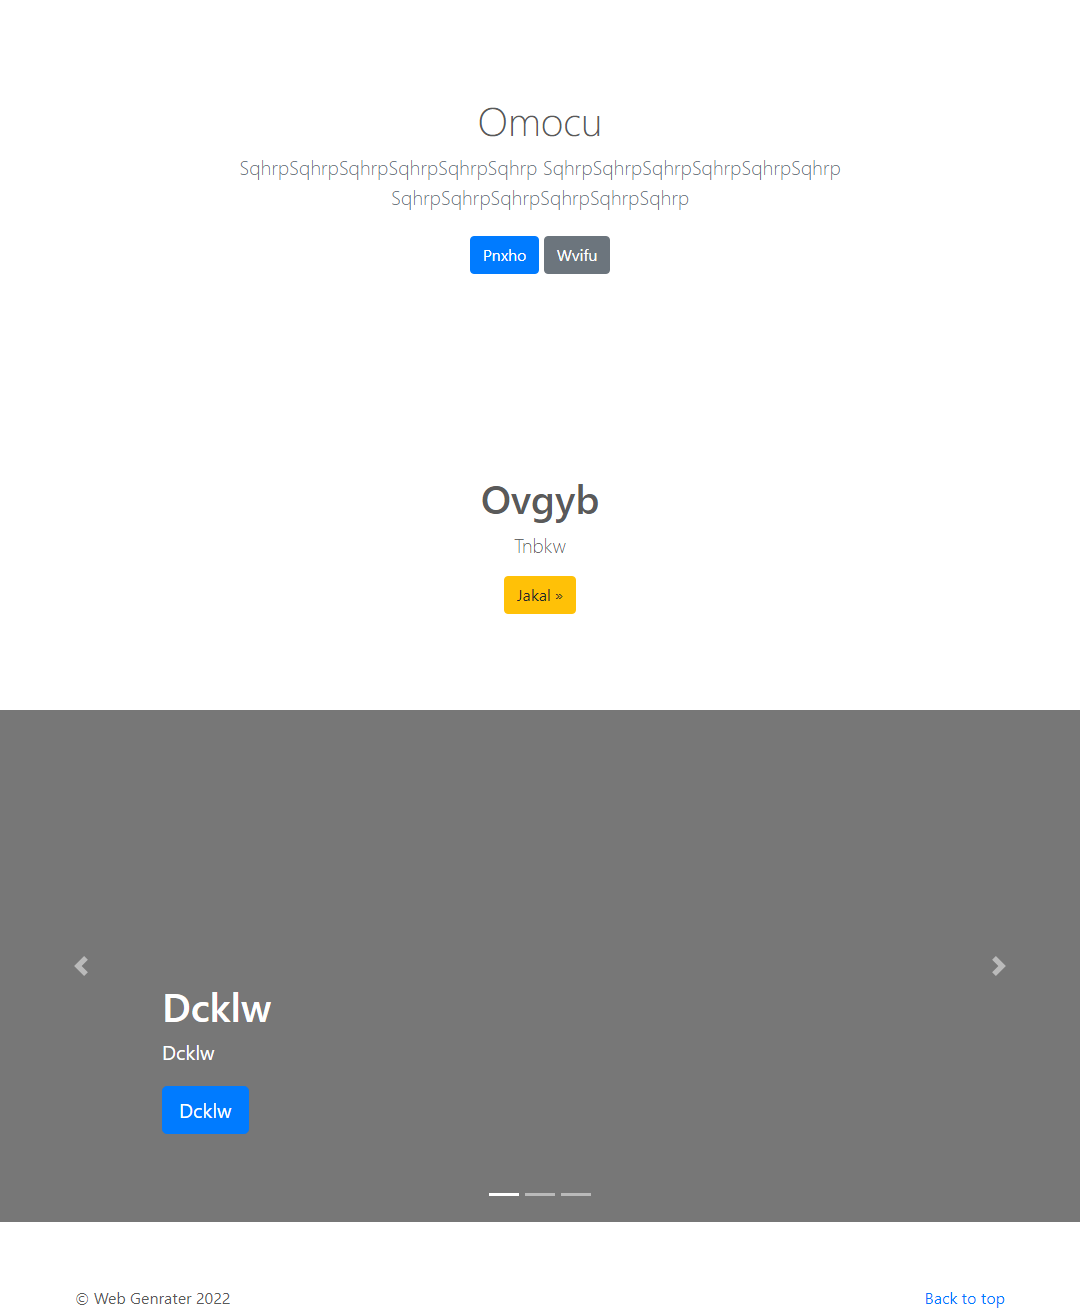 Omocu
SqhrpSqhrpSqhrpSqhrpSqhrpSqhrp SqhrpSqhrpSqhrpSqhrpSqhrpSqhrp
SqhrpSqhrpSqhrpSqhrpSqhrpSqhrp
Pnxho Wvifu
Ovgyb
Tnbkw
Jakal »
Dcklw
Dcklw
Dcklw
© Web Genrater 2022 Back to top